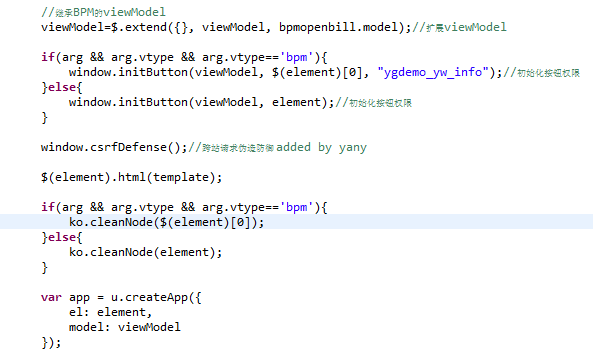 //继承BPM的viewModel
viewModel=$.extend({}, viewModel, bpmopenbill.model);//扩展viewModel
if(arg && arg.vtype && arg.vtype=='bpm'){
window.initButton(viewModel, $(element)[0], "ygdemo_yw_info");//初始化按钮权限
}else{
window.initButton(viewModel, element);//初始化按钮权限
}
window.csrfDefense();//跨站请求伪造防御 added by yany
$(element).html(template);
if(arg && arg.vtype && arg.vtype=='bpm'){
ko.cleanNode($(element)[0]);
}else{
ko.cleanNode(element);
}
var app = u.createApp({
el: element,
model: viewModel
});